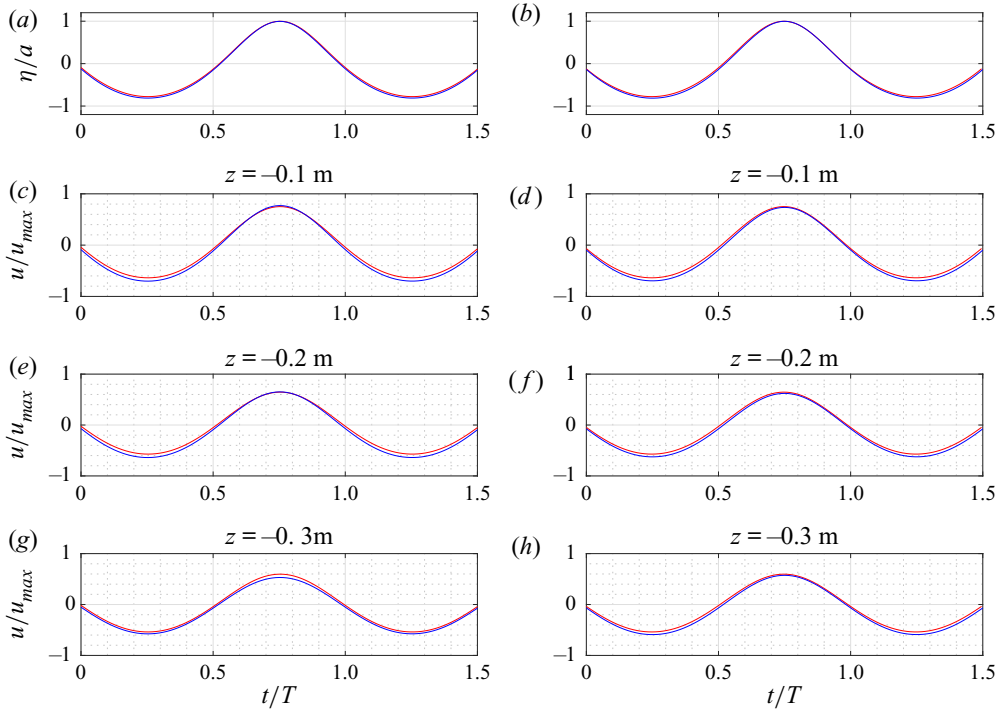 (a)
η/a
1
0
–1
0 0.5 1.0 1.5
(b)
1
0
–1
0 0.5 1.0 1.5
(c)
z = –0.1 m
u/u_max
1
0
–1
0 0.5 1.0 1.5
(d)
z = –0.1 m
1
0
–1
0 0.5 1.0 1.5
(e)
z = –0.2 m
u/u_max
1
0
–1
0 0.5 1.0 1.5
(f)
z = –0.2 m
1
0
–1
0 0.5 1.0 1.5
(g)
z = –0. 3m
u/u_max
1
0
–1
0 0.5 1.0 1.5
t/T
(h)
z = –0.3 m
1
0
–1
0 0.5 1.0 1.5
t/T